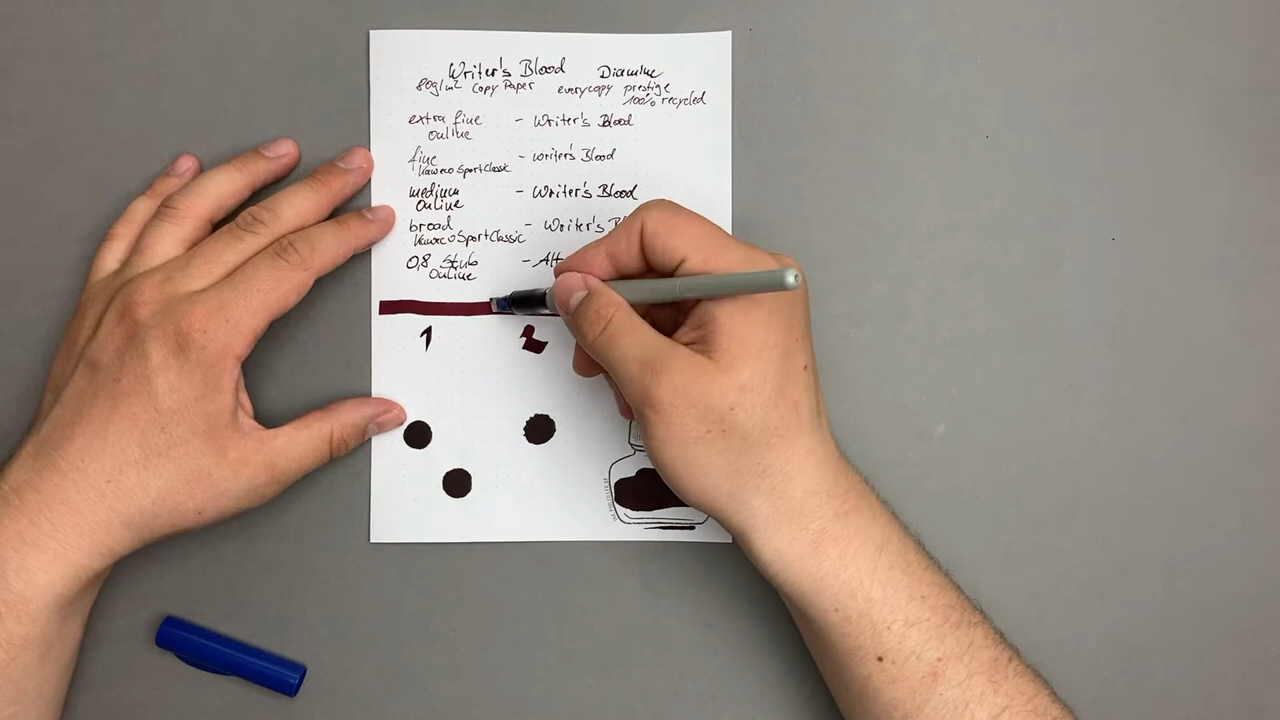 Writer's Blood Diamine
80g/m² Copy Paper everycopy prestige
100% recycled
extra fine - Writer's Blood
Online
fine - Writer's Blood
Kaweco Sport Classic
medium - Writer's Blood
Online
broad - Writer's
Kaweco Sport Classic
0,8 Stub
Online
1 2